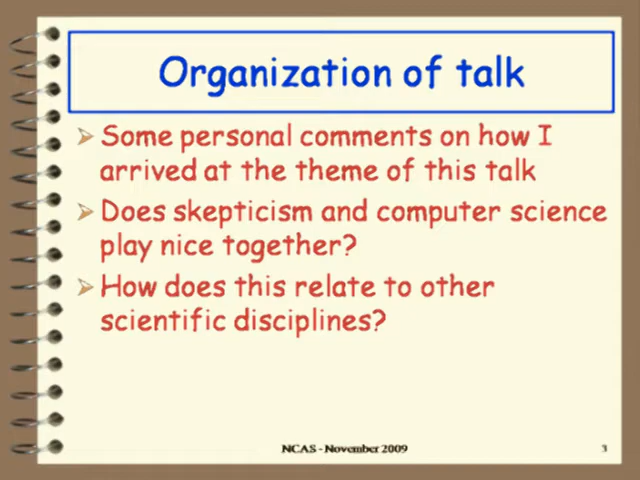 Organization of talk
Some personal comments on how I
arrived at the theme of this talk
Does skepticism and computer science
play nice together?
How does this relate to other
scientific disciplines?
NCAS - November 2009
3